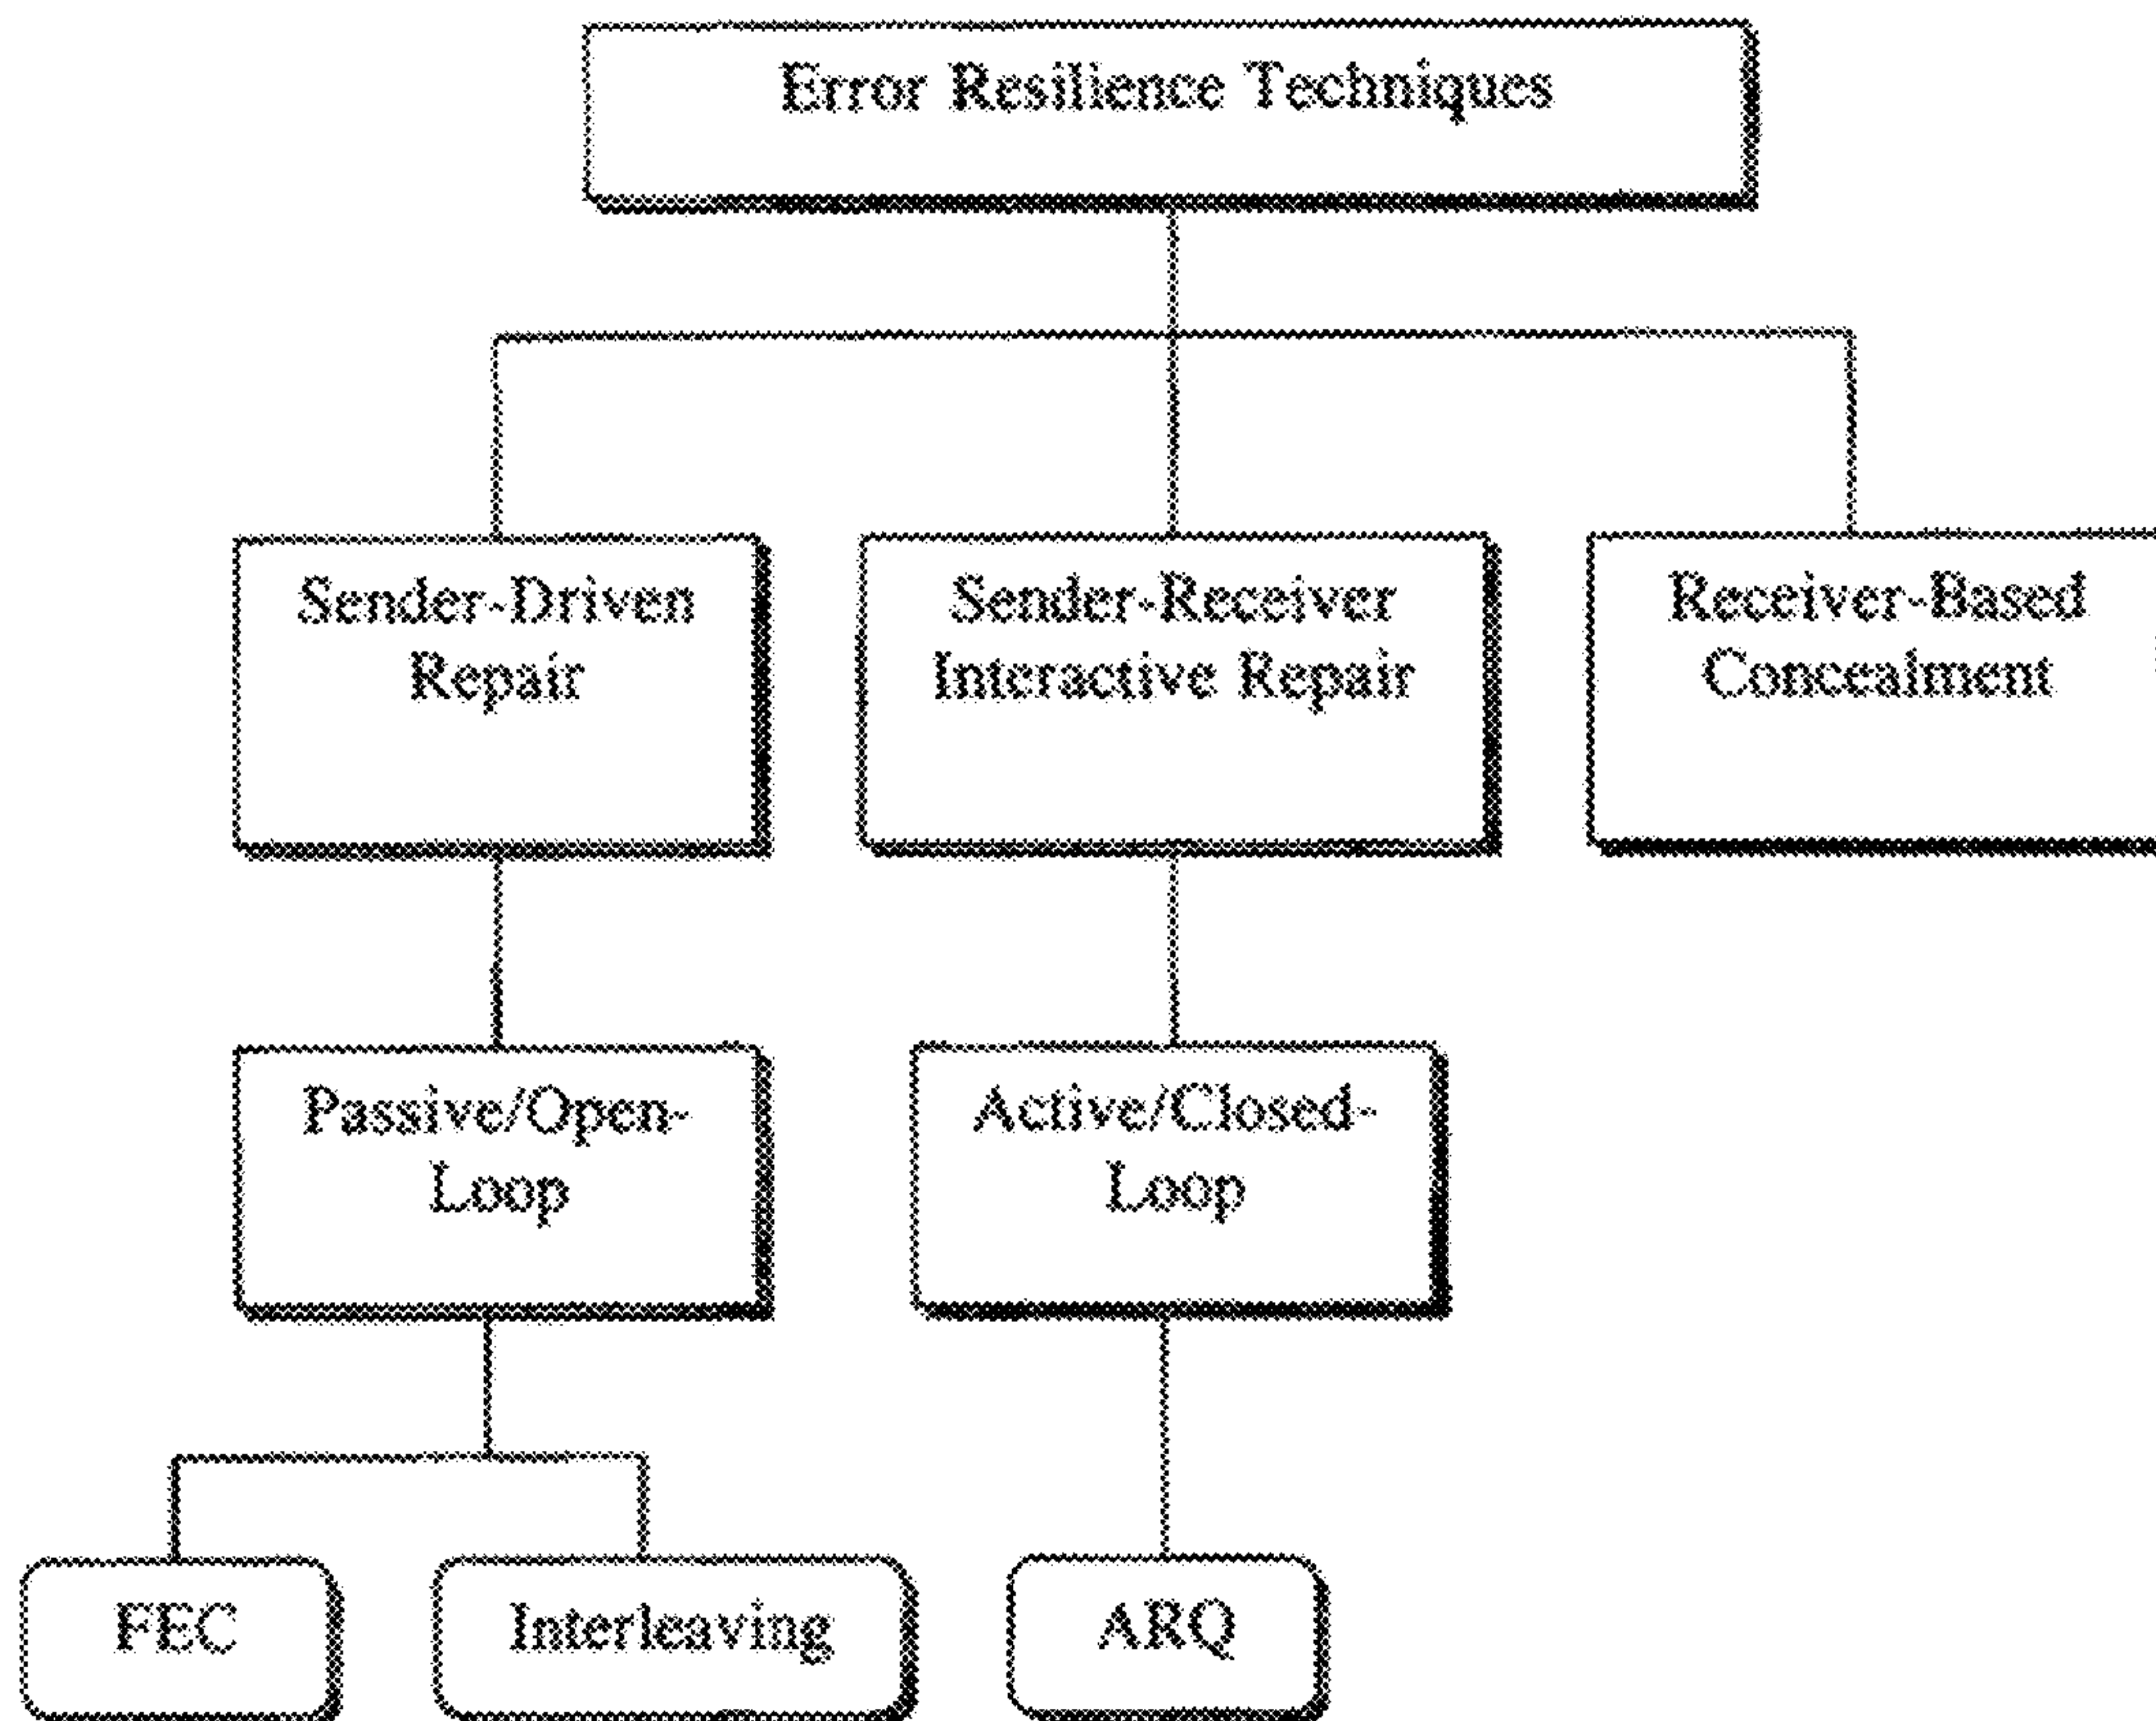 Error Resilience Techniques
Sender-Driven
Repair
Sender-Receiver
Interactive Repair
Receiver-Based
Concealment
Passive/Open-
Loop
Active/Closed-
Loop
FEC
Interleaving
ARQ